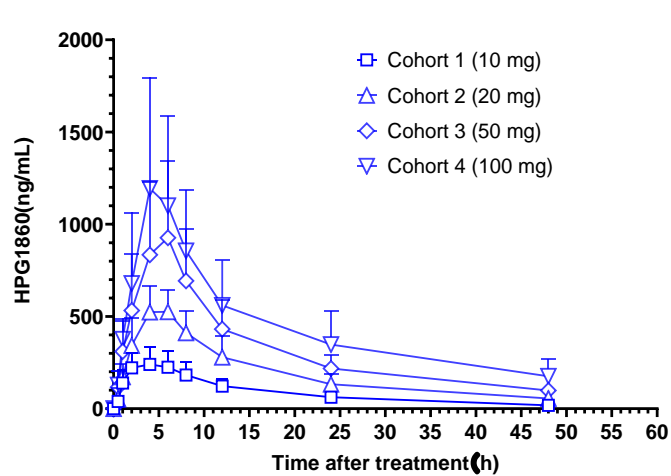 2000
1500
1000
500
0
HPG1860(ng/mL)
Cohort 1 (10 mg)
Cohort 2 (20 mg)
Cohort 3 (50 mg)
Cohort 4 (100 mg)
0 5 10 15 20 25 30 35 40 45 50 55 60
Time after treatment(h)